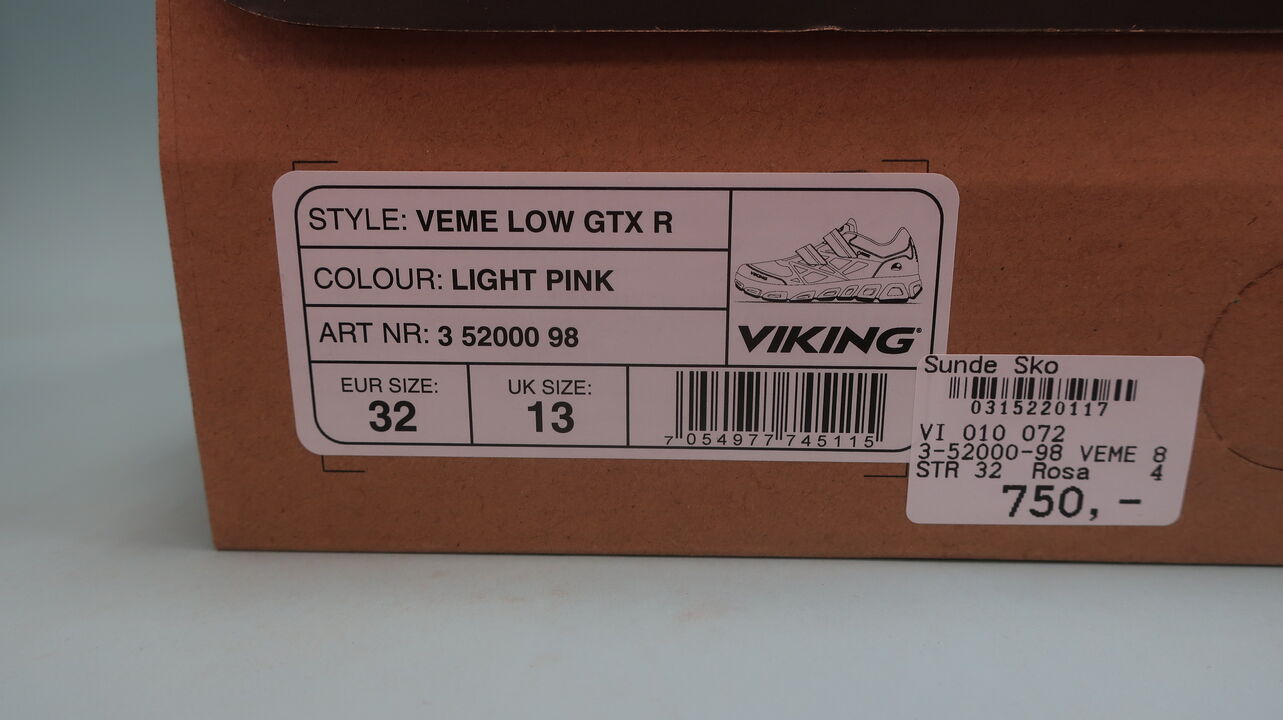 STYLE: VEME LOW GTX R
COLOUR: LIGHT PINK
ART NR: 3 52000 98
EUR SIZE:
32
UK SIZE:
13
VIKING
VIKING®
7 054977 745115
Sunde Sko
0315220117
VI 010 072
3-52000-98 VEME 8
STR 32 Rosa 4
750,-